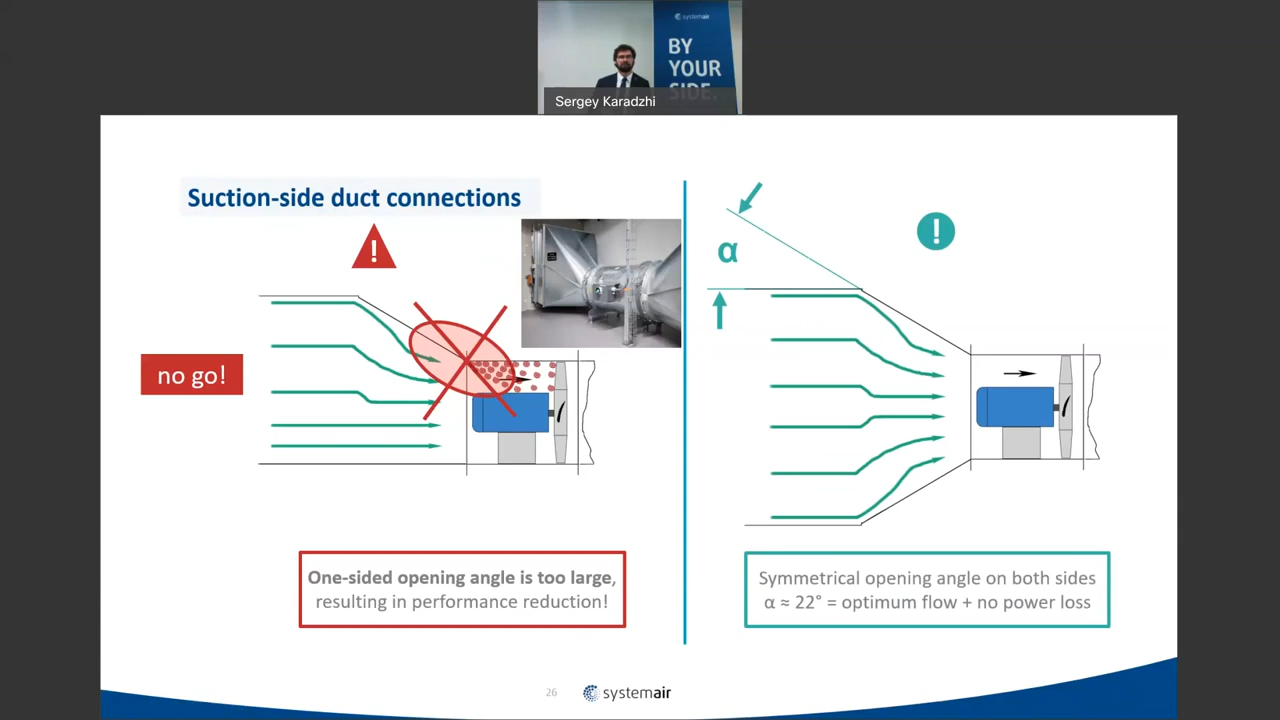 systemair
BY
YOUR
SIDE.
Sergey Karadzhi
Suction-side duct connections
!
!
α
no go!
One-sided opening angle is too large,
resulting in performance reduction!
Symmetrical opening angle on both sides
α ≈ 22° = optimum flow + no power loss
26
systemair